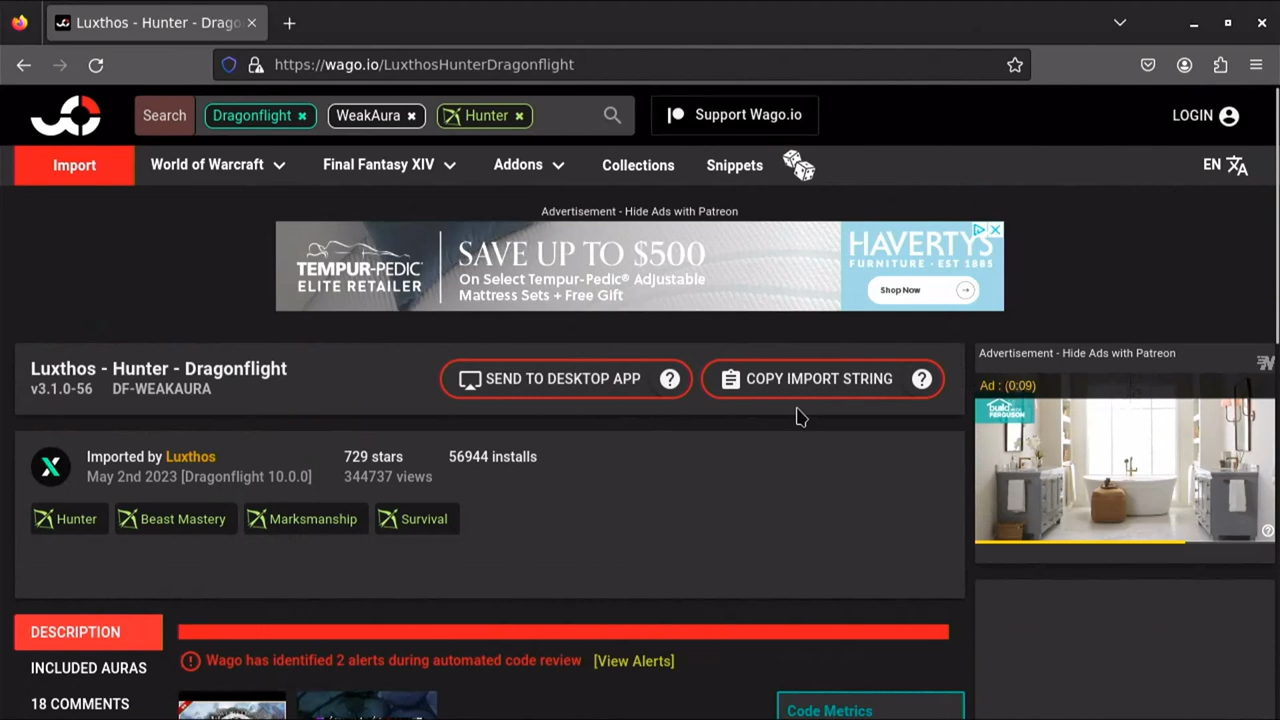 Luxthos - Hunter - Drago
https://wago.io/LuxthosHunterDragonflight
Search Dragonflight WeakAura Hunter Support Wago.io LOGIN
Import World of Warcraft Final Fantasy XIV Addons Collections Snippets EN
Advertisement - Hide Ads with Patreon
TEMPUR-PEDIC®
ELITE RETAILER
SAVE UP TO $500
On Select Tempur-Pedic® Adjustable
Mattress Sets + Free Gift
HAVERTYS
FURNITURE · EST 1885
Shop Now
Luxthos - Hunter - Dragonflight
v3.1.0-56 DF-WEAKAURA
SEND TO DESKTOP APP ?
COPY IMPORT STRING ?
Advertisement - Hide Ads with Patreon
Ad : (0:09)
build with
FERGUSON
Imported by Luxthos
May 2nd 2023 [Dragonflight 10.0.0]
729 stars
344737 views
56944 installs
Hunter Beast Mastery Marksmanship Survival
DESCRIPTION
INCLUDED AURAS
18 COMMENTS
Wago has identified 2 alerts during automated code review [View Alerts]
Code Metrics